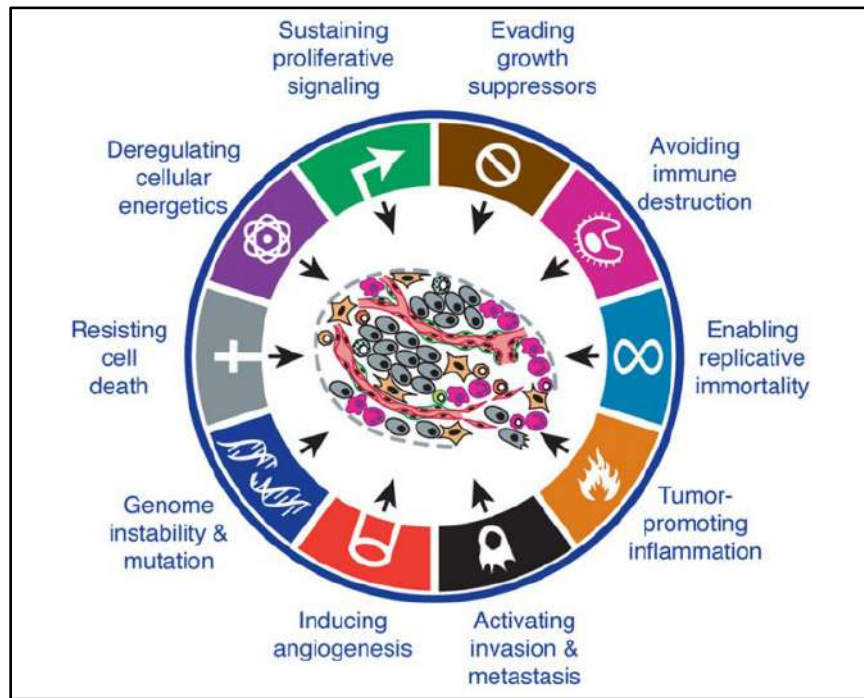 Sustaining
proliferative
signaling
Evading
growth
suppressors
Avoiding
immune
destruction
Enabling
replicative
immortality
Tumor-
promoting
inflammation
Activating
invasion &
metastasis
Inducing
angiogenesis
Genome
instability &
mutation
Resisting
cell
death
Deregulating
cellular
energetics